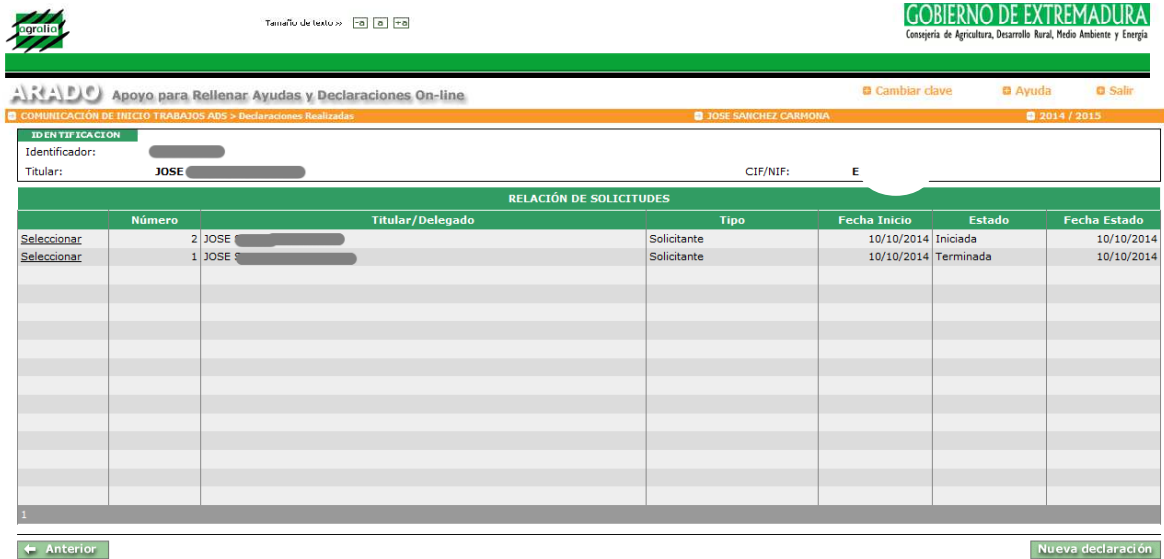 agralia
Tamaño de texto » -a a +a
GOBIERNO DE EXTREMADURA
Consejería de Agricultura, Desarrollo Rural, Medio Ambiente y Energía
ARADO Apoyo para Rellenar Ayudas y Declaraciones On-line
Cambiar clave Ayuda Salir
COMUNICACIÓN DE INICIO TRABAJOS ADS > Declaraciones Realizadas JOSE SANCHEZ CARMONA 2014 / 2015
IDENTIFICACION
Identificador:
Titular: JOSE CIF/NIF: E
RELACIÓN DE SOLICITUDES
Número Titular/Delegado Tipo Fecha Inicio Estado Fecha Estado
Seleccionar 2 JOSE Solicitante 10/10/2014 Iniciada 10/10/2014
Seleccionar 1 JOSE S Solicitante 10/10/2014 Terminada 10/10/2014
1
Anterior Nueva declaración